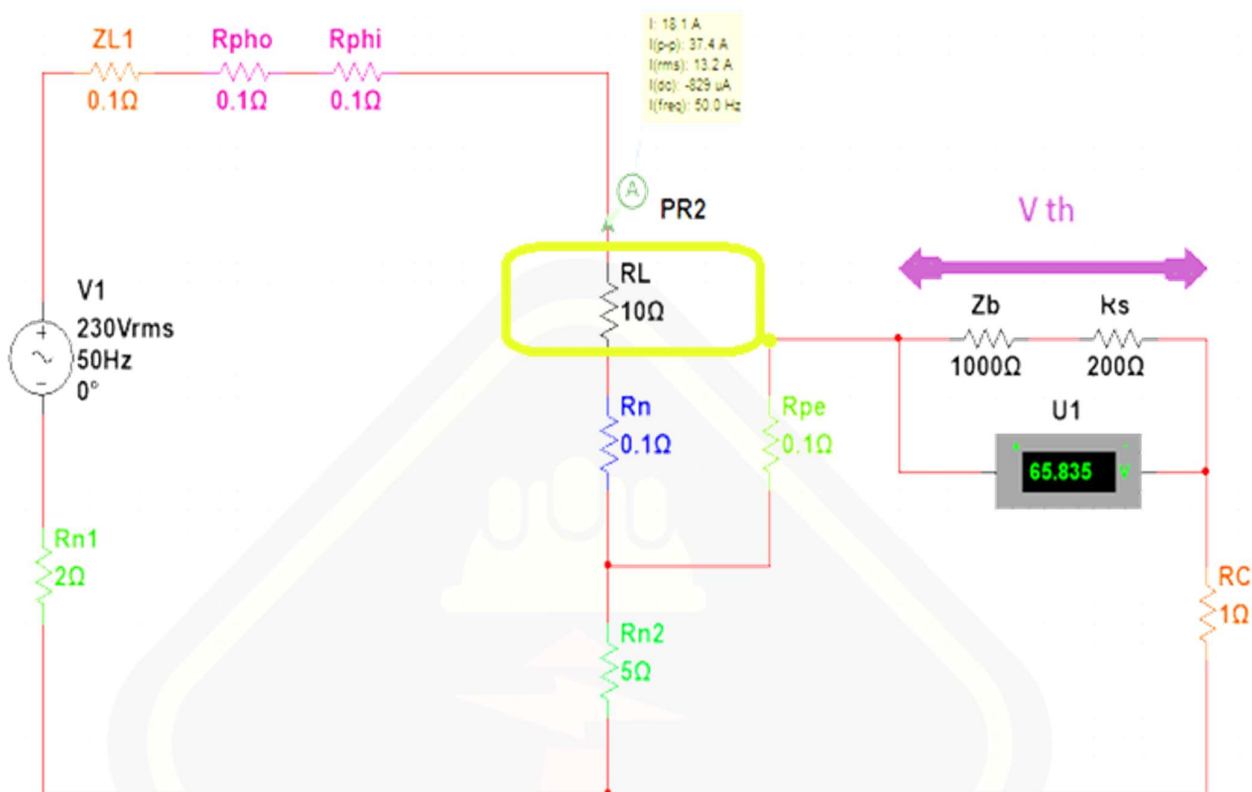 ZL1
0.1Ω
Rpho
0.1Ω
Rphi
0.1Ω
I: 18.1 A
I(p-p): 37.4 A
I(rms): 13.2 A
I(dc): -829 uA
I(freq): 50.0 Hz
A
PR2
V th
RL
10Ω
V1
230Vrms
50Hz
0°
Zb
1000Ω
Rs
200Ω
Rn
0.1Ω
Rpe
0.1Ω
U1
65.835 V
Rn1
2Ω
RC
1Ω
Rn2
5Ω